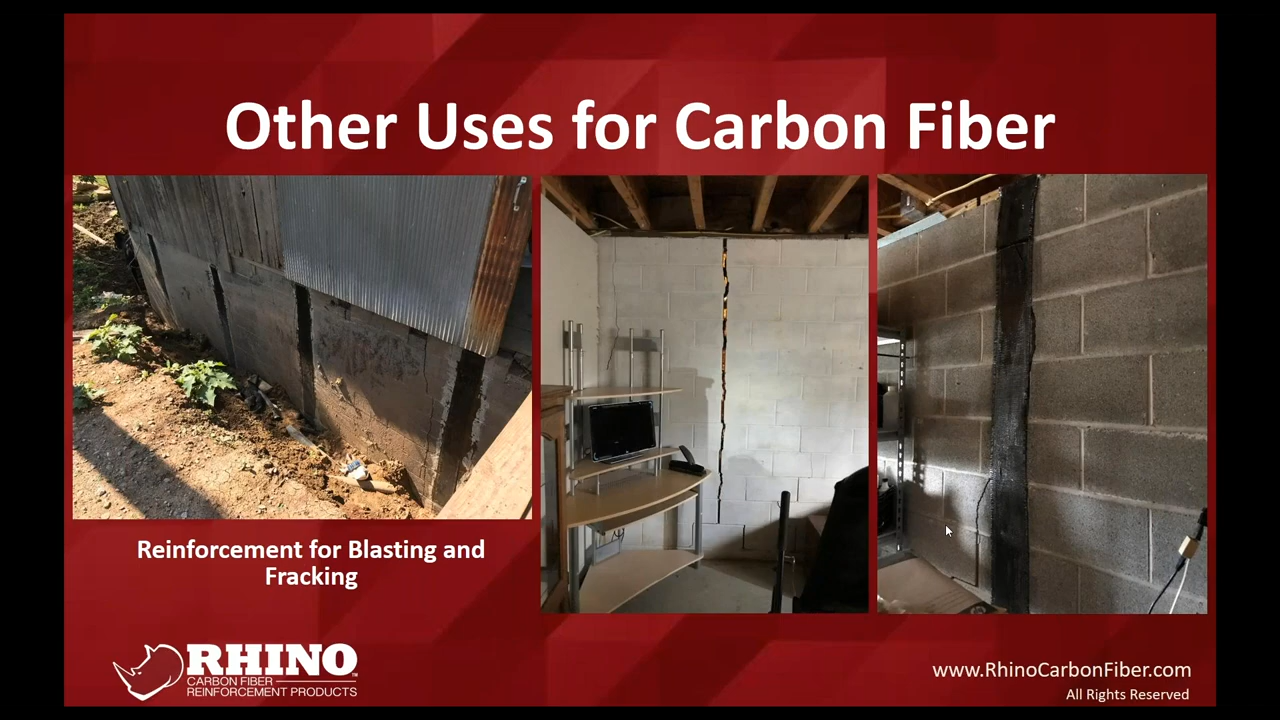 Other Uses for Carbon Fiber
Reinforcement for Blasting and
Fracking
RHINO
CARBON FIBER
REINFORCEMENT PRODUCTS
www.RhinoCarbonFiber.com
All Rights Reserved